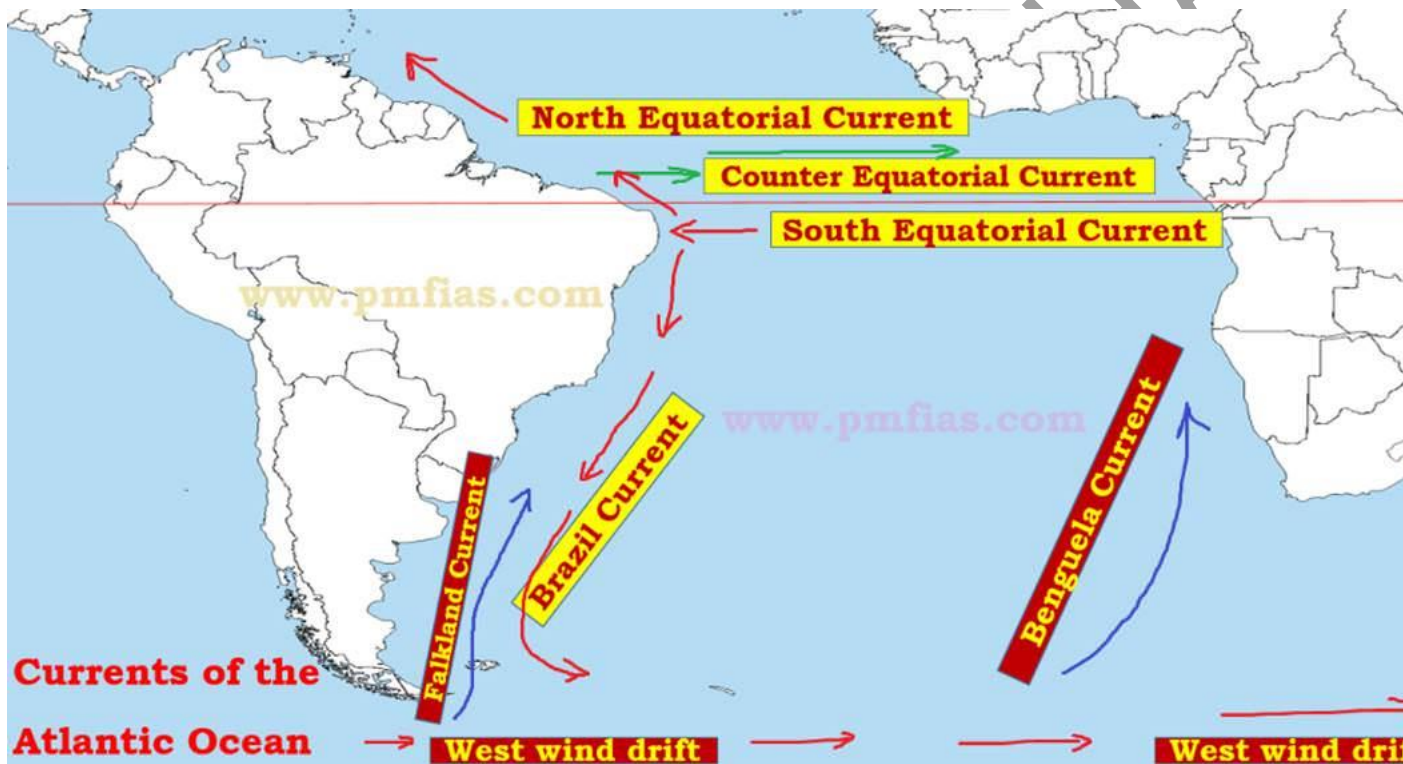 North Equatorial Current
Counter Equatorial Current
South Equatorial Current
www.pmfias.com
www.pmfias.com
Brazil Current
Falkland Current
Benguela Current
Currents of the
Atlantic Ocean
West wind drift
West wind drif